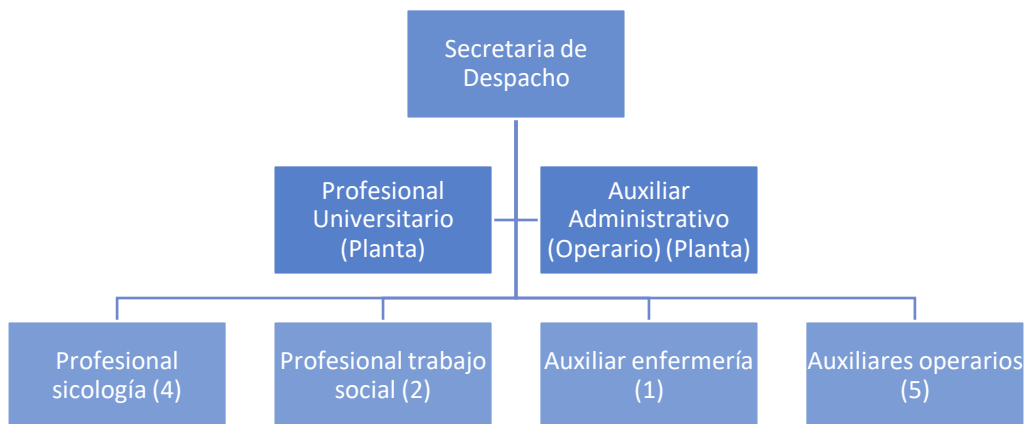 Secretaria de
Despacho
Profesional
Universitario
(Planta)
Auxiliar
Administrativo
(Operario) (Planta)
Profesional
sicología (4)
Profesional trabajo
social (2)
Auxiliar enfermería
(1)
Auxiliares operarios
(5)